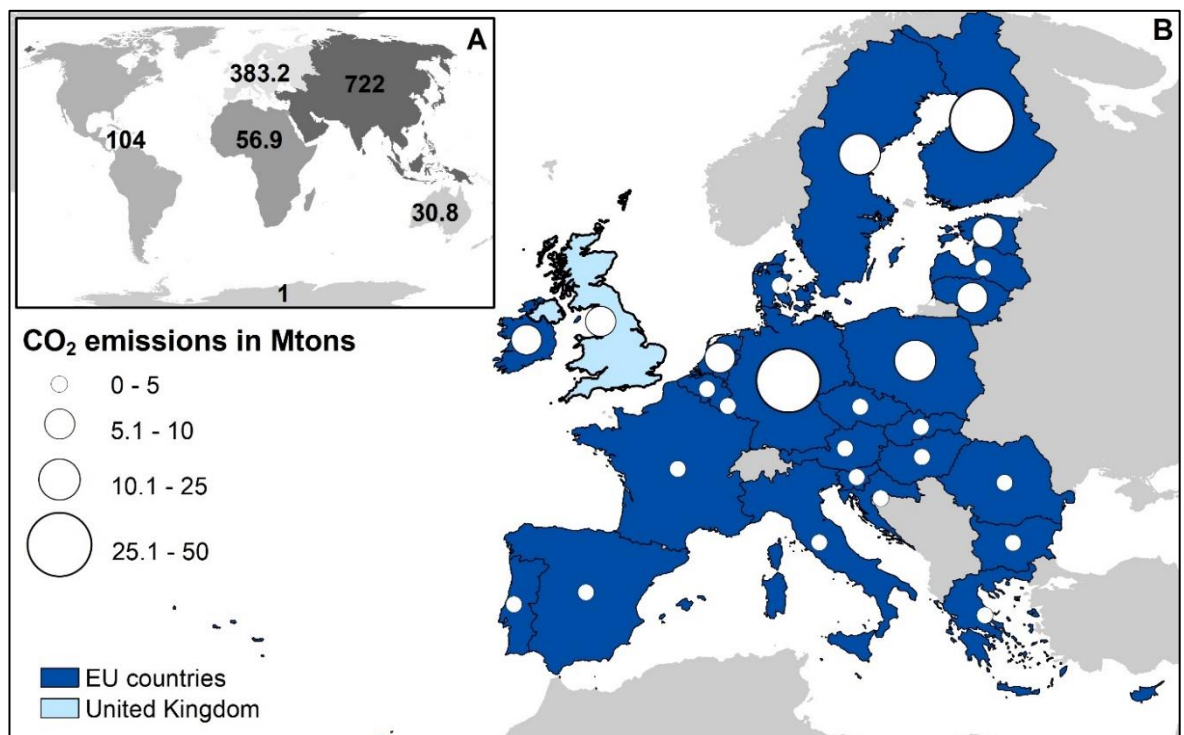 A
383.2
722
104
56.9
30.8
1
B
CO₂ emissions in Mtons
0 - 5
5.1 - 10
10.1 - 25
25.1 - 50
EU countries
United Kingdom